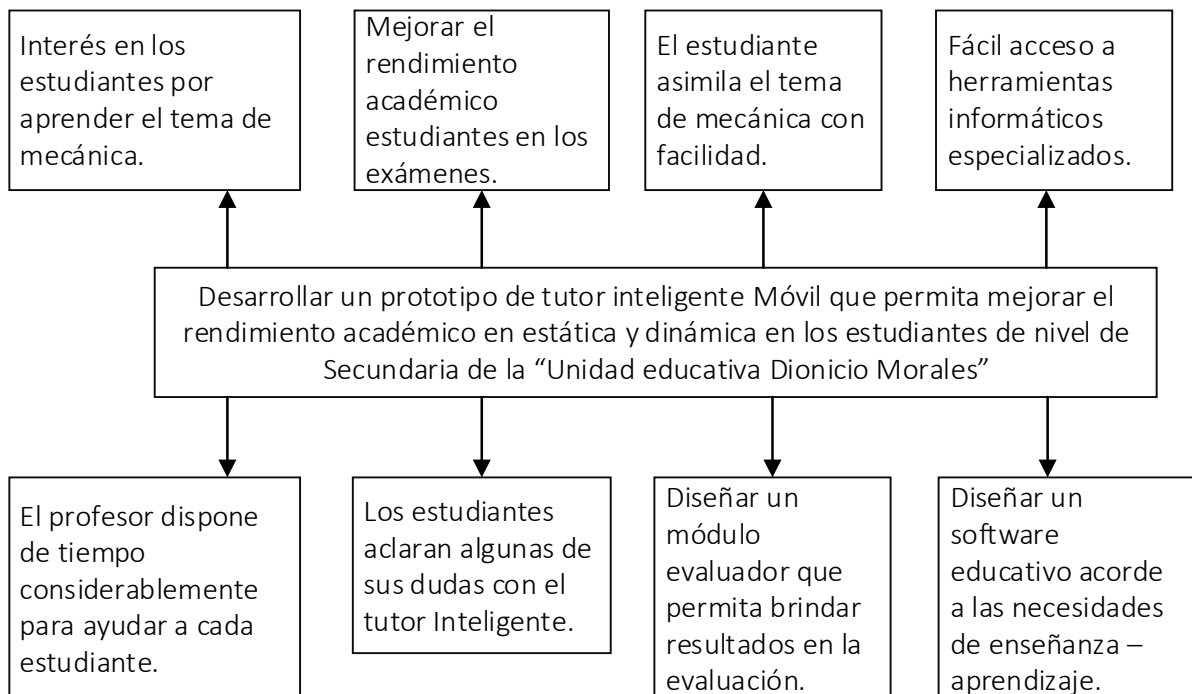 Interés en los
estudiantes por
aprender el tema de
mecánica.
Mejorar el
rendimiento
académico
estudiantes en los
exámenes.
El estudiante
asimila el tema
de mecánica con
facilidad.
Fácil acceso a
herramientas
informáticos
especializados.
Desarrollar un prototipo de tutor inteligente Móvil que permita mejorar el
rendimiento académico en estática y dinámica en los estudiantes de nivel de
Secundaria de la “Unidad educativa Dionicio Morales”
El profesor dispone
de tiempo
considerablemente
para ayudar a cada
estudiante.
Los estudiantes
aclaran algunas de
sus dudas con el
tutor Inteligente.
Diseñar un
módulo
evaluador que
permita brindar
resultados en la
evaluación.
Diseñar un
software
educativo acorde
a las necesidades
de enseñanza –
aprendizaje.